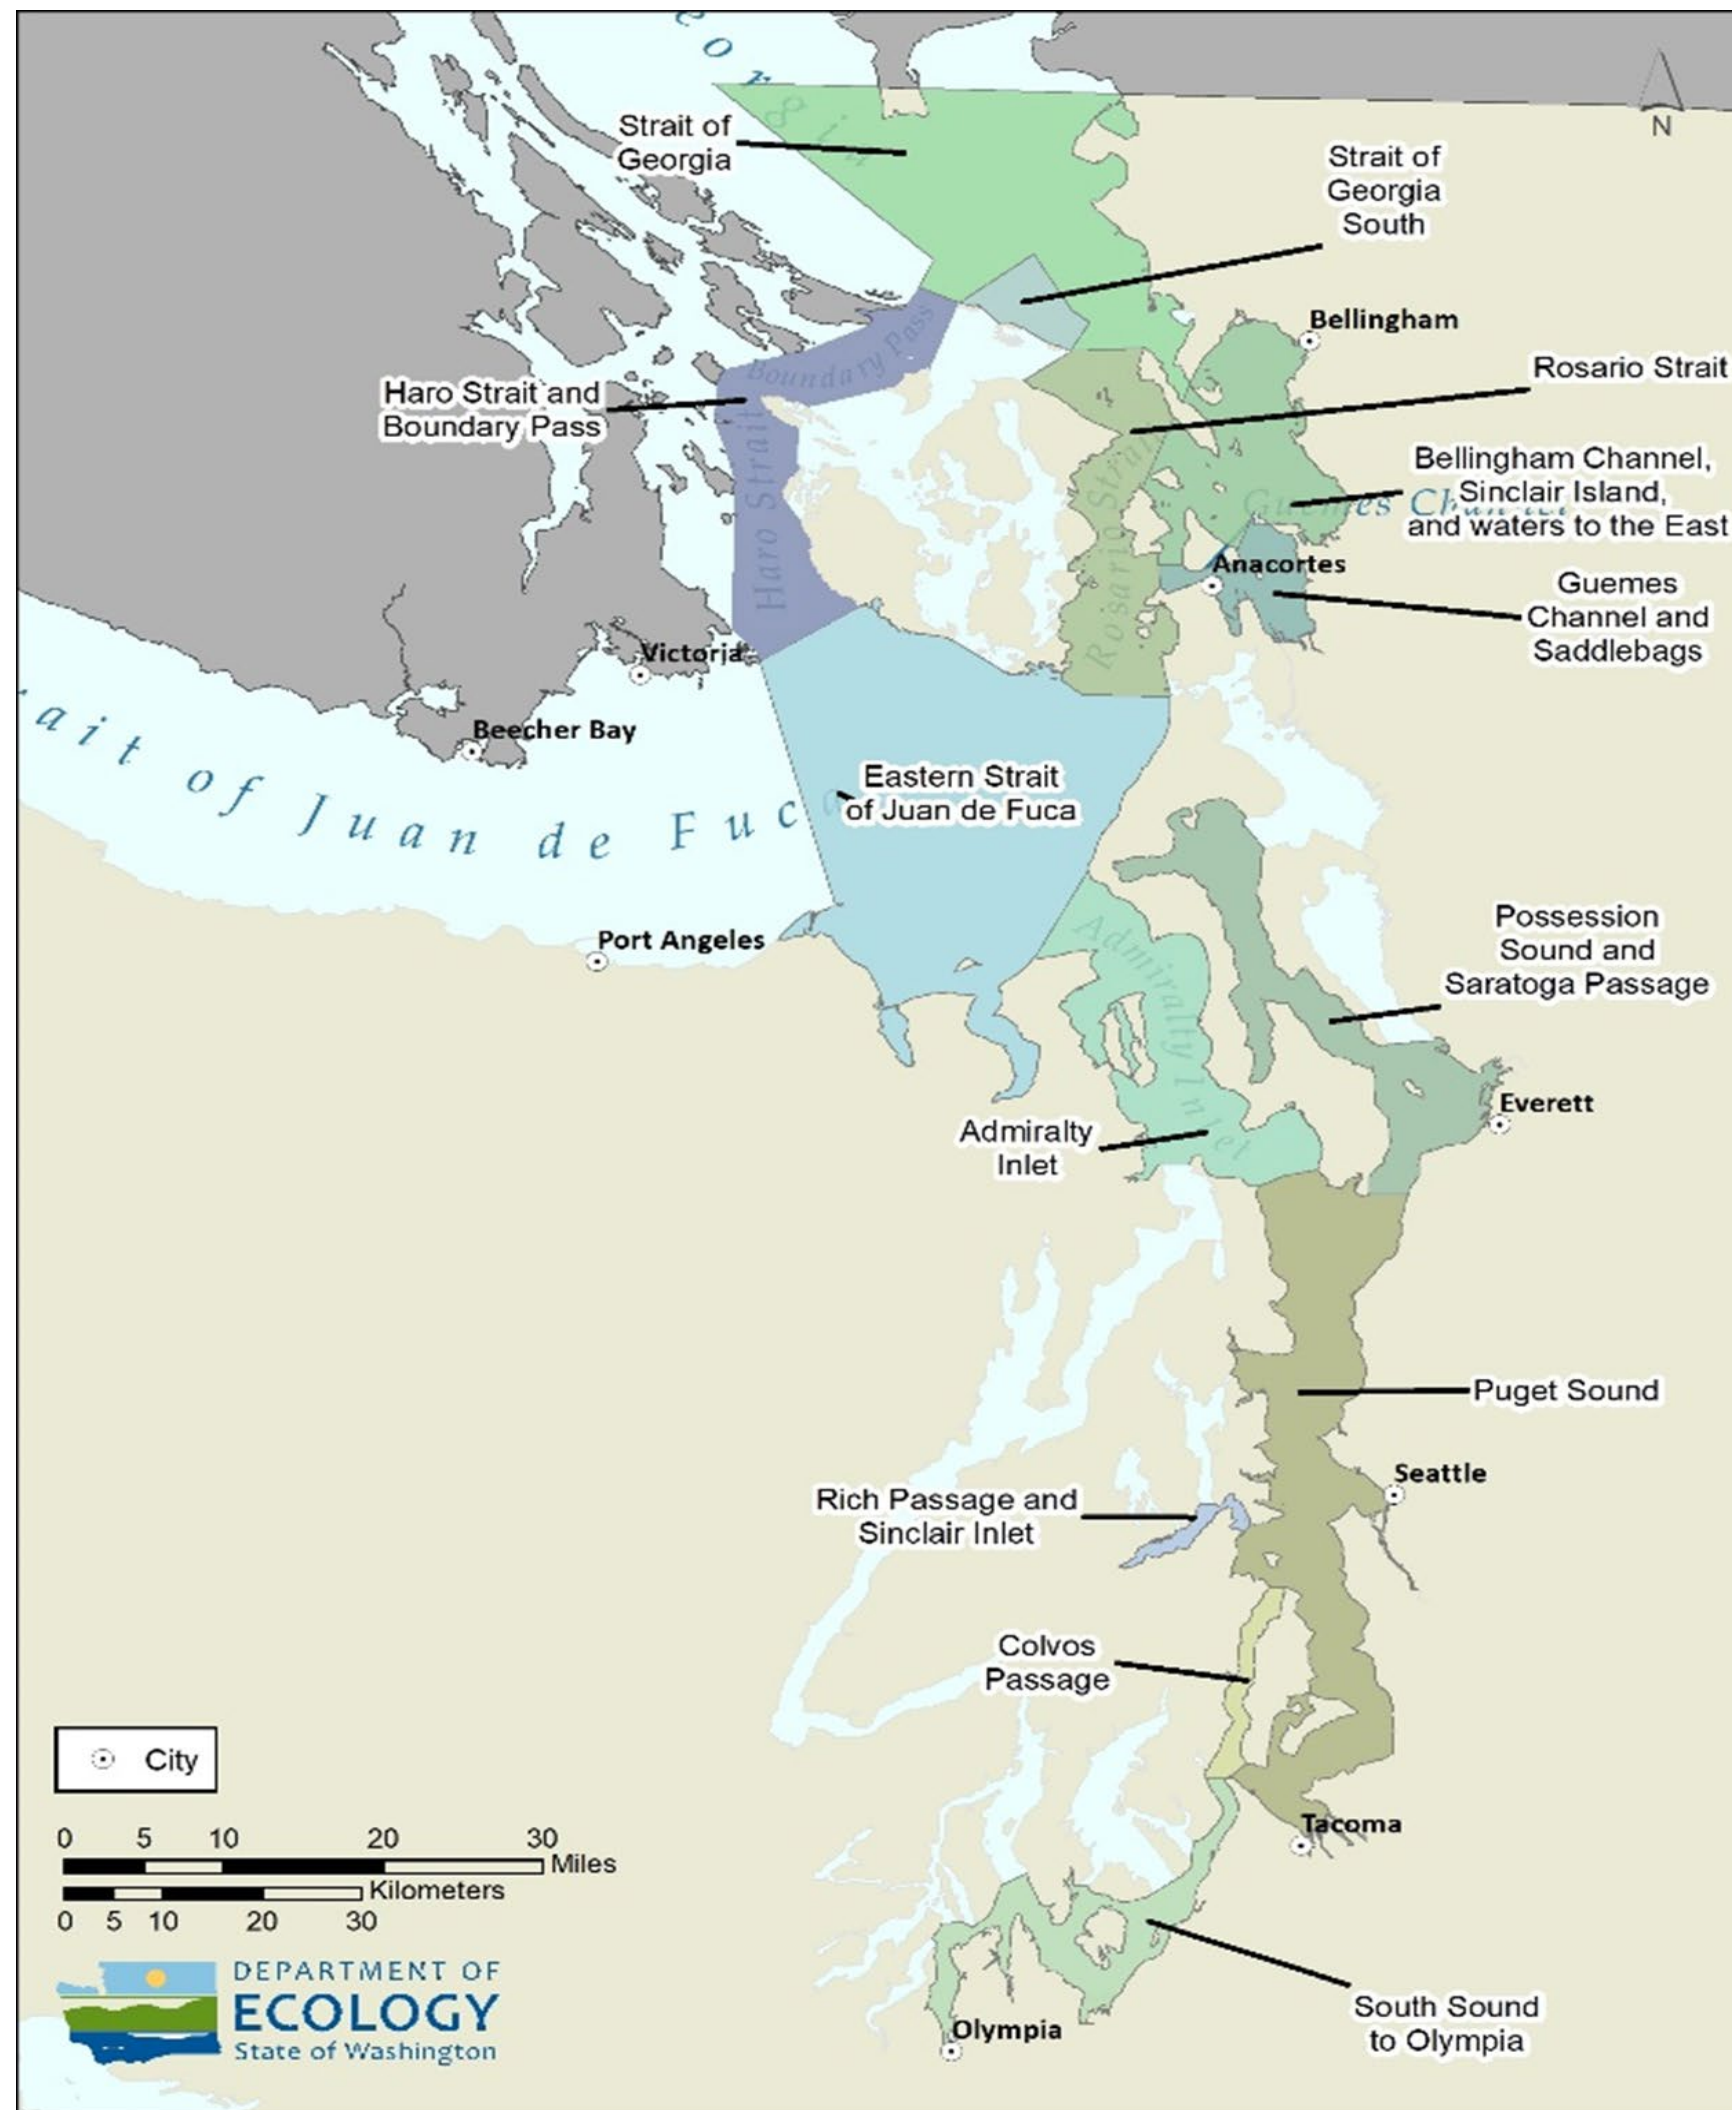 eorgia
Strait of
Georgia
N
Strait of
Georgia
South
Bellingham
Boundary Pass
Rosario Strait
Haro Strait and
Boundary Pass
Haro Strait
Rosario Strait
Bellingham Channel,
Sinclair Island,
and waters to the East
Guemes Channel
Anacortes
Guemes
Channel and
Saddlebags
Victoria
Beecher Bay
rait of Juan de Fuca
Eastern Strait
of Juan de Fuca
Port Angeles
Admiralty Inlet
Possession
Sound and
Saratoga Passage
Everett
Admiralty
Inlet
Puget Sound
Seattle
Rich Passage and
Sinclair Inlet
Colvos
Passage
City
Tacoma
0 5 10 20 30
Miles
Kilometers
0 5 10 20 30
South Sound
to Olympia
Olympia
DEPARTMENT OF
ECOLOGY
State of Washington